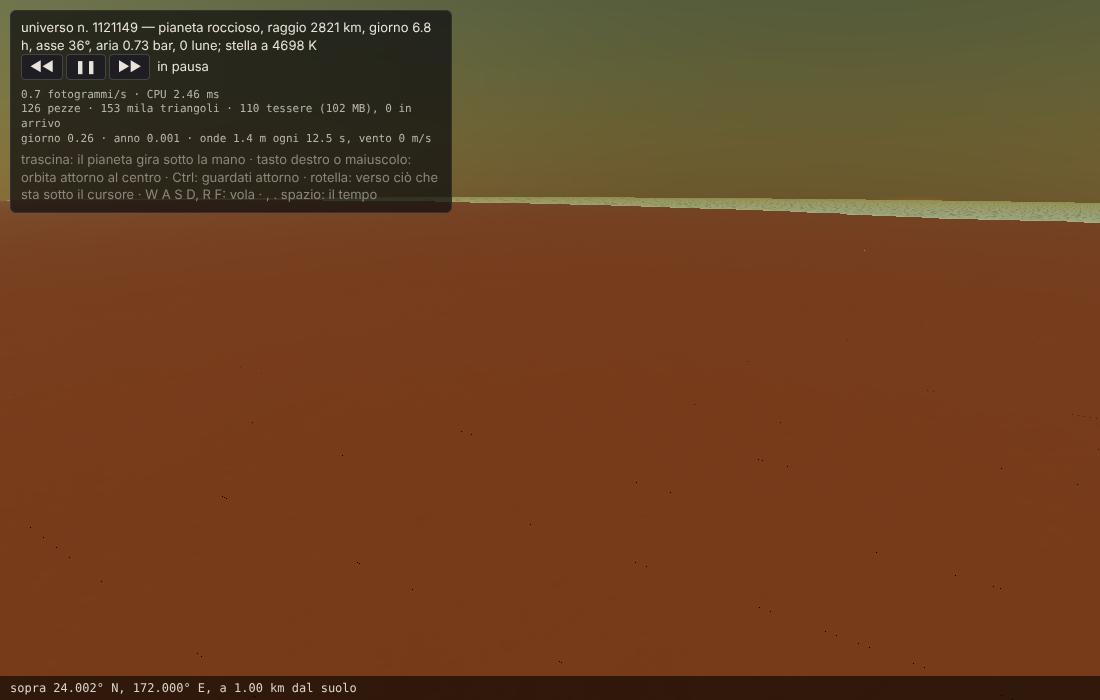 universo n. 1121149 — pianeta roccioso, raggio 2821 km, giorno 6.8
h, asse 36°, aria 0.73 bar, 0 lune; stella a 4698 K
in pausa
0.7 fotogrammi/s · CPU 2.46 ms
126 pezze · 153 mila triangoli · 110 tessere (102 MB), 0 in
arrivo
giorno 0.26 · anno 0.001 · onde 1.4 m ogni 12.5 s, vento 0 m/s
trascina: il pianeta gira sotto la mano · tasto destro o maiuscolo:
orbita attorno al centro · Ctrl: guardati attorno · rotella: verso ciò che
sta sotto il cursore · W A S D, R F: vola · , . spazio: il tempo
sopra 24.002° N, 172.000° E, a 1.00 km dal suolo